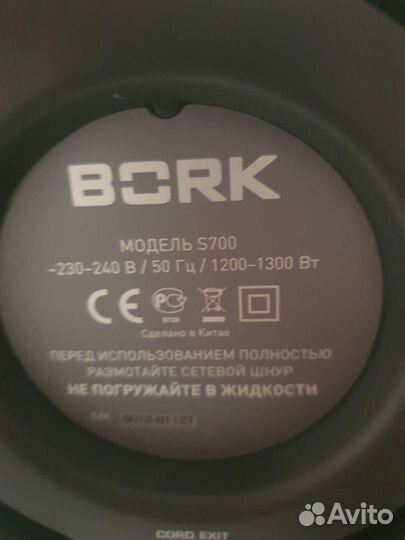 BORK
МОДЕЛЬ S700
~230-240 В / 50 Гц / 1200-1300 Вт
CE
Сделано в Китае
ПЕРЕД ИСПОЛЬЗОВАНИЕМ ПОЛНОСТЬЮ
РАЗМОТАЙТЕ СЕТЕВОЙ ШНУР
НЕ ПОГРУЖАЙТЕ В ЖИДКОСТИ
CORD EXIT
Avito